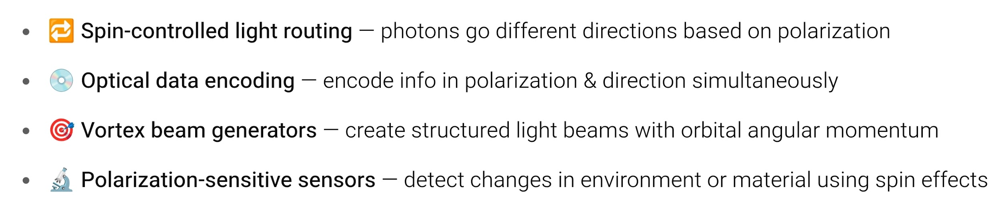 • 🔁 Spin-controlled light routing — photons go different directions based on polarization
• 💿 Optical data encoding — encode info in polarization & direction simultaneously
• 🎯 Vortex beam generators — create structured light beams with orbital angular momentum
• 🔬 Polarization-sensitive sensors — detect changes in environment or material using spin effects